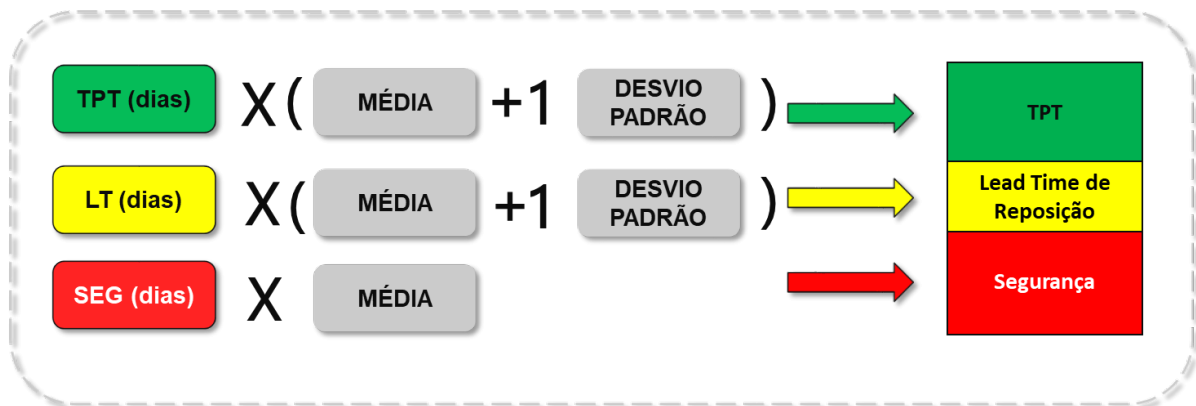 TPT (dias) X ( MÉDIA +1 DESVIO PADRÃO ) TPT
LT (dias) X ( MÉDIA +1 DESVIO PADRÃO ) Lead Time de Reposição
SEG (dias) X MÉDIA Segurança